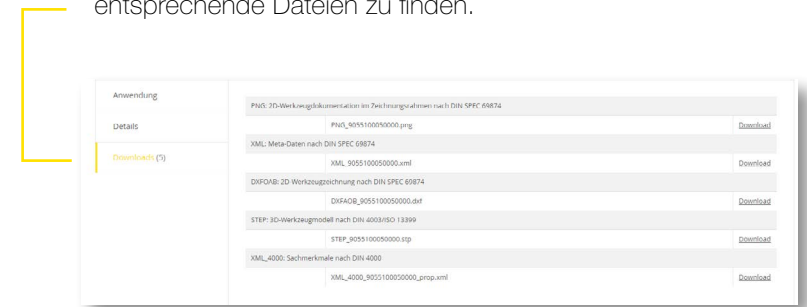 entsprechende Dateien zu finden.
Anwendung
Details
Downloads (5)
PNG: 2D-Werkzeugdokumentation im Zeichnungsrahmen nach DIN SPEC 69874
PNG_9055100050000.png Download
XML: Meta-Daten nach DIN SPEC 69874
XML_9055100050000.xml Download
DXFOAB: 2D Werkzeugzeichnung nach DIN SPEC 69874
DXFAOB_9055100050000.dxf Download
STEP: 3D-Werkzeugmodell nach DIN 4003/ISO 13399
STEP_9055100050000.stp Download
XML_4000: Sachmerkmale nach DIN 4000
XML_4000_9055100050000_prop.xml Download